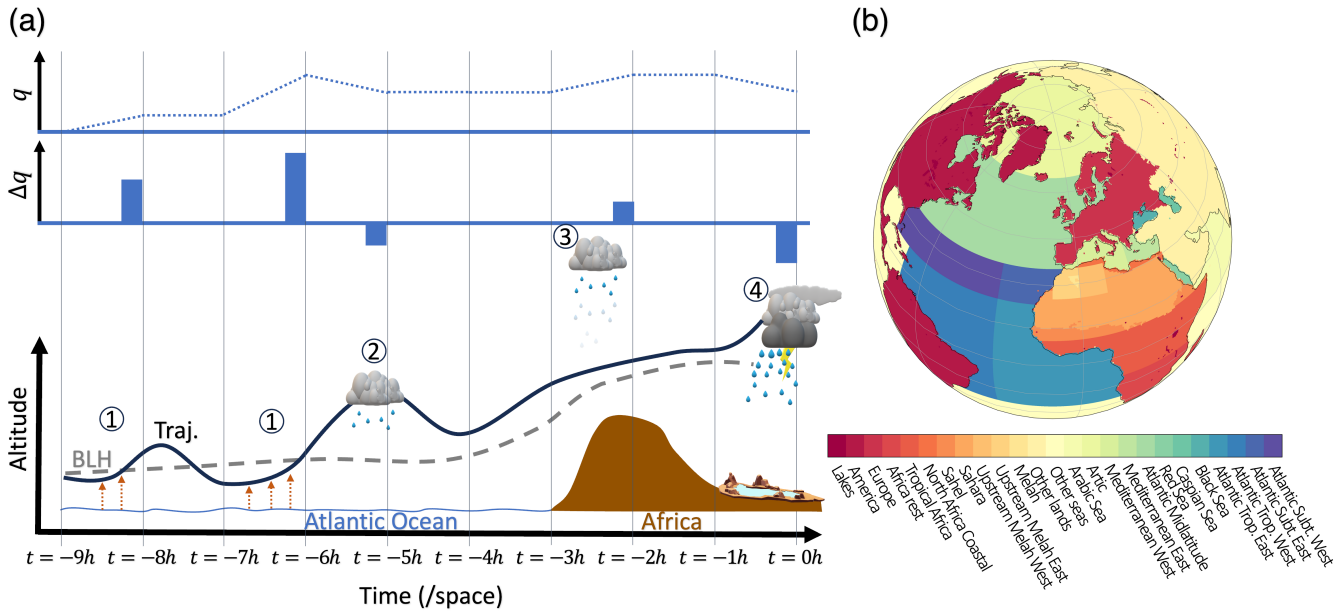 (a)
(b)
q
Δq
③
④
②
①
①
Traj.
BLH
Altitude
Atlantic Ocean
Africa
t = −9h
t = −8h
t = −7h
t = −6h
t = −5h
t = −4h
t = −3h
t = −2h
t = −1h
t = 0h
Time (/space)
Lakes
America
Europe
Africa Rest
Tropical Africa
North Africa Coastal
Sahel
Sahara
Upstream Melah West
Upstream Melah East
Melah lands
Other lands
Other seas
Arabic Sea
Artic
Mediterranean West
Mediterranean East
Atlantic Midlatitude
Red Sea
Caspian Sea
Black Sea
Atlantic Trop. East
Atlantic Trop. West
Atlantic Subt. East
Atlantic Subt. West